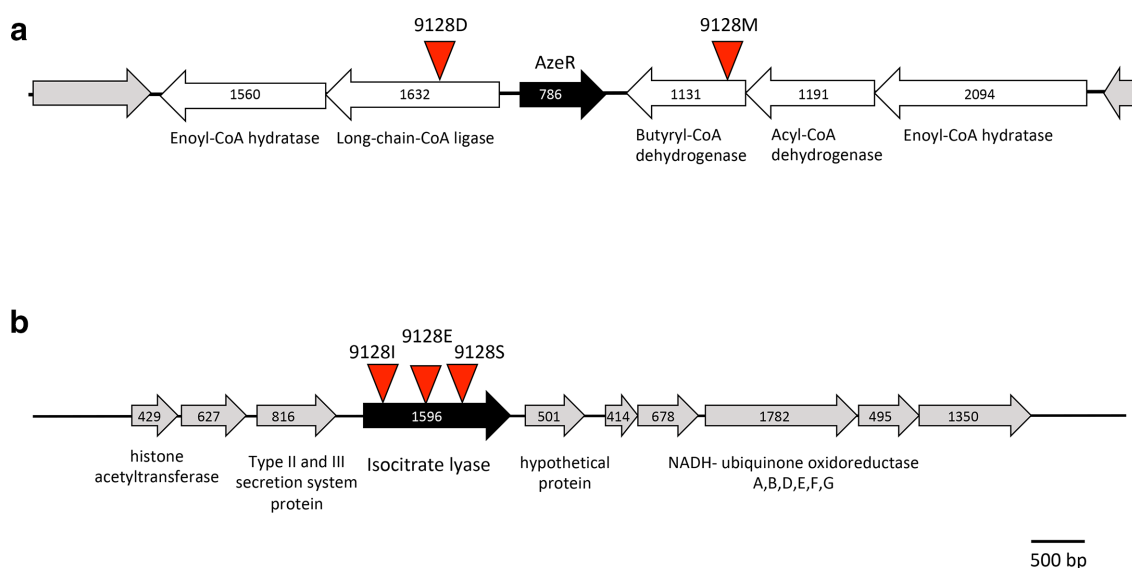 a
9128D
9128M
AzeR
1560
1632
786
1131
1191
2094
Enoyl-CoA hydratase
Long-chain-CoA ligase
Butyryl-CoA
dehydrogenase
Acyl-CoA
dehydrogenase
Enoyl-CoA hydratase
b
9128I
9128E
9128S
429
627
816
1596
501
414
678
1782
495
1350
histone
acetyltransferase
Type II and III
secretion system
protein
Isocitrate lyase
hypothetical
protein
NADH- ubiquinone oxidoreductase
A,B,D,E,F,G
500 bp